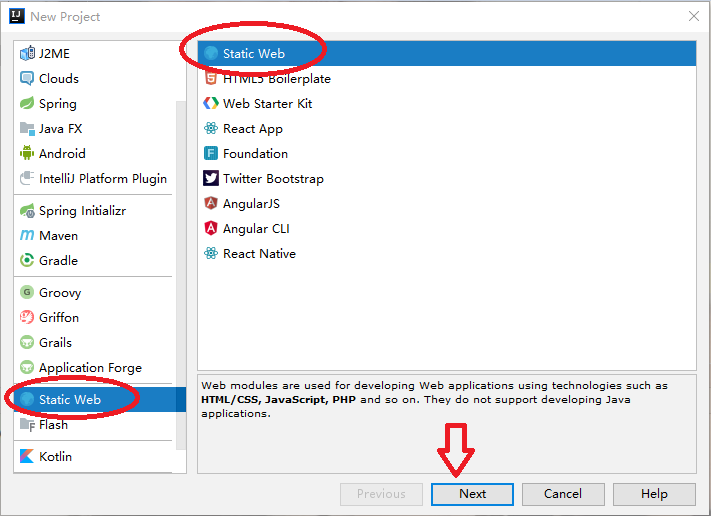 New Project
J2ME
Clouds
Spring
Java FX
Android
IntelliJ Platform Plugin
Spring Initializr
Maven
Gradle
Groovy
Griffon
Grails
Application Forge
Static Web
Flash
Kotlin
Static Web
HTML5 Boilerplate
Web Starter Kit
React App
Foundation
Twitter Bootstrap
AngularJS
Angular CLI
React Native
Web modules are used for developing Web applications using technologies such as
HTML/CSS, JavaScript, PHP and so on. They do not support developing Java
applications.
Previous
Next
Cancel
Help